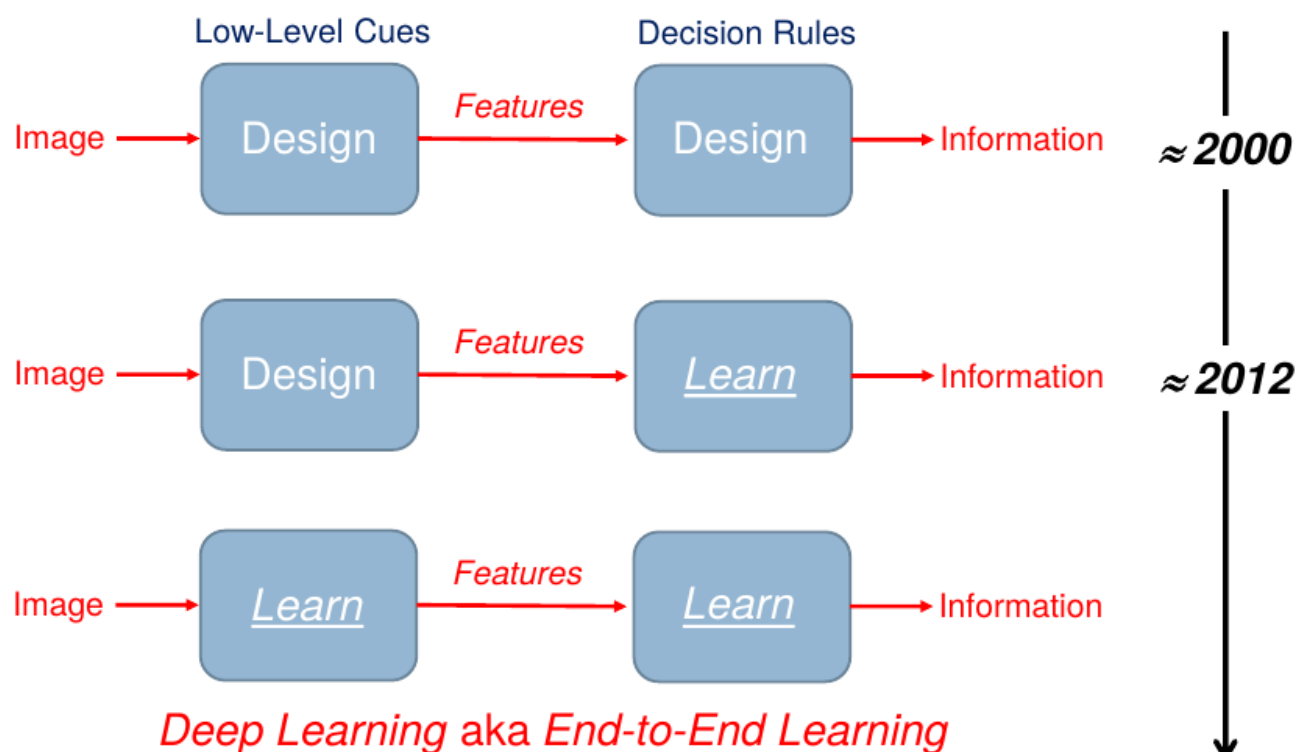 Low-Level Cues Decision Rules
Image Design Features Design Information ≈ 2000
Image Design Features Learn Information ≈ 2012
Image Learn Features Learn Information
Deep Learning aka End-to-End Learning